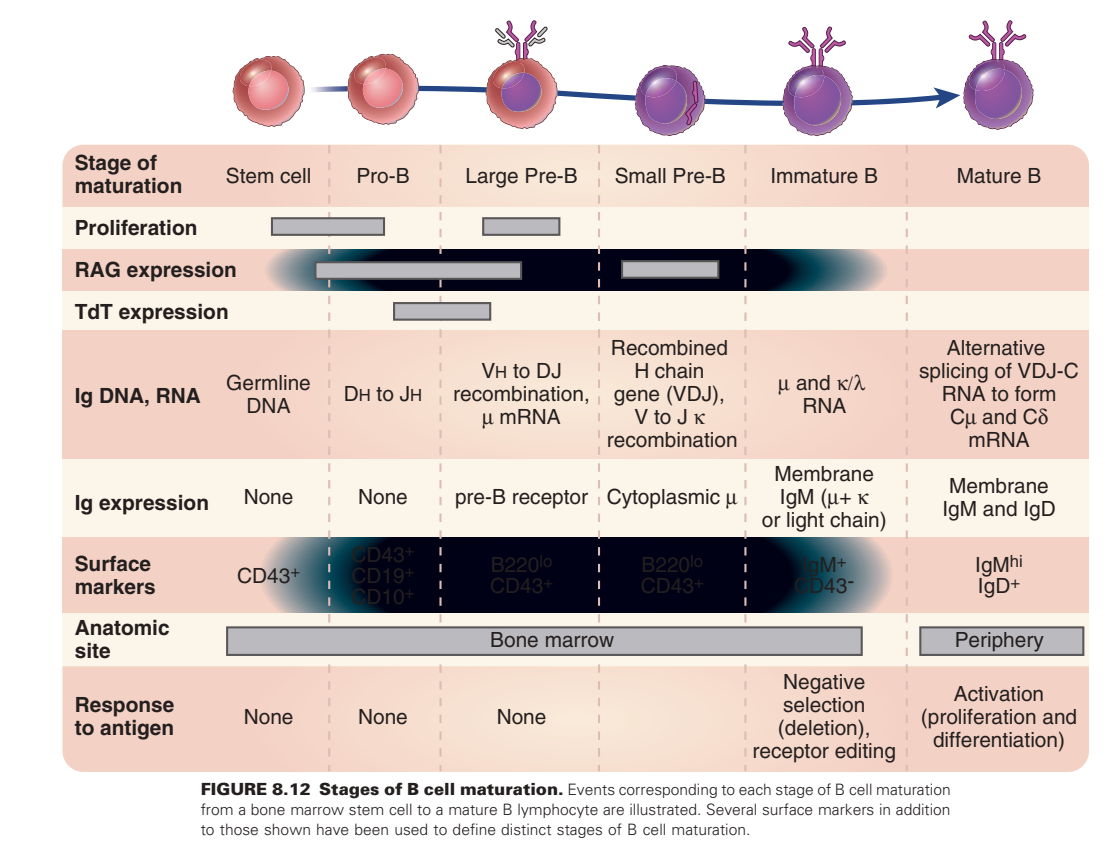 Stage of
maturation
Stem cell
Pro-B
Large Pre-B
Small Pre-B
Immature B
Mature B
Proliferation
RAG expression
TdT expression
Ig DNA, RNA
Germline
DNA
DH to JH
VH to DJ
recombination,
μ mRNA
Recombined
H chain
gene (VDJ),
V to J κ
recombination
μ and κ/λ
RNA
Alternative
splicing of VDJ-C
RNA to form
Cμ and Cδ
mRNA
Ig expression
None
None
pre-B receptor
Cytoplasmic μ
Membrane
IgM (μ+ κ
or light chain)
Membrane
IgM and IgD
Surface
markers
CD43⁺
CD43⁺
CD19⁺
CD10⁺
B220ˡᵒ
CD43⁺
B220ˡᵒ
CD43⁺
IgM⁺
CD43⁻
IgMʰⁱ
IgD⁺
Anatomic
site
Bone marrow
Periphery
Response
to antigen
None
None
None
Negative
selection
(deletion),
receptor editing
Activation
(proliferation and
differentiation)
FIGURE 8.12 Stages of B cell maturation. Events corresponding to each stage of B cell maturation
from a bone marrow stem cell to a mature B lymphocyte are illustrated. Several surface markers in addition
to those shown have been used to define distinct stages of B cell maturation.